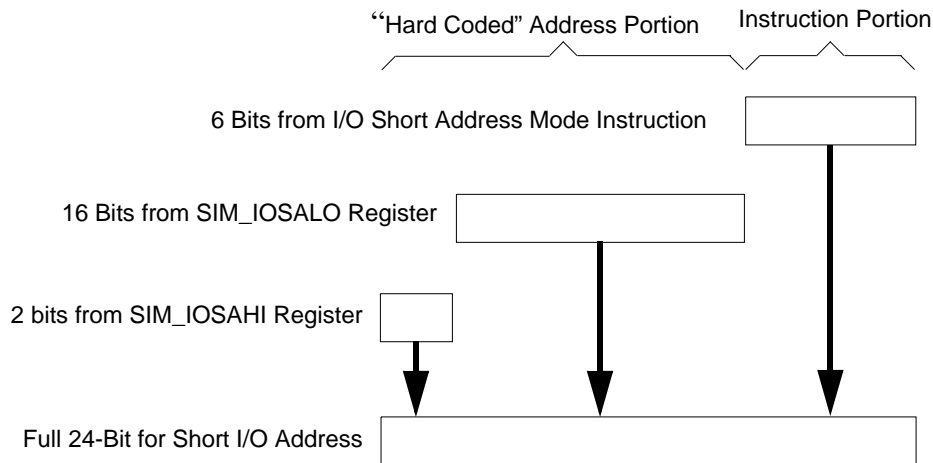 “Hard Coded” Address Portion
Instruction Portion
6 Bits from I/O Short Address Mode Instruction
16 Bits from SIM_IOSALO Register
2 bits from SIM_IOSAHI Register
Full 24-Bit for Short I/O Address